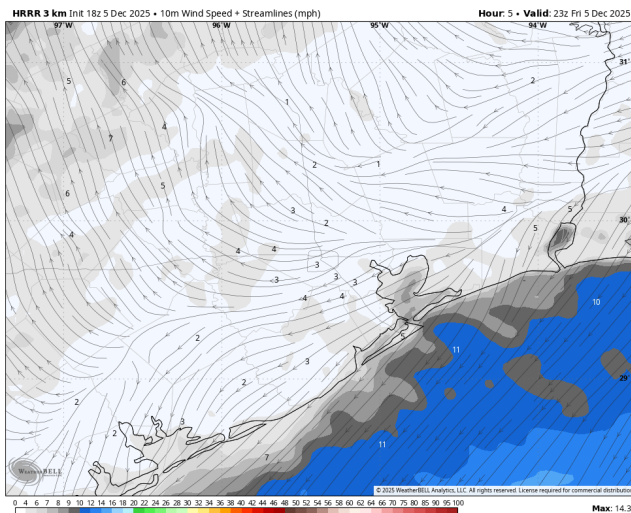 HRRR 3 km Init 18z 5 Dec 2025 • 10m Wind Speed + Streamlines (mph)
Hour: 5 • Valid: 23z Fri 5 Dec 2025
97°W 96°W 95°W 94°W
31°
5 6 2
1
7 4
2 1
6 5
3 4 5
30°
2 5
4 4 4
3
3 3 3
4 4 10
5
2 11
3
29°
2
2
3
2
11
7
WeatherBELL
© 2025 WeatherBELL Analytics, LLC. All rights reserved. License required for commercial distributio
0 4 6 7 8 9 10 12 14 16 18 20 22 24 26 28 30 32 34 36 38 40 42 44 46 48 50 52 54 56 58 60 62 64 66 68 70 75 80 85 90 95 100
Max: 14.3